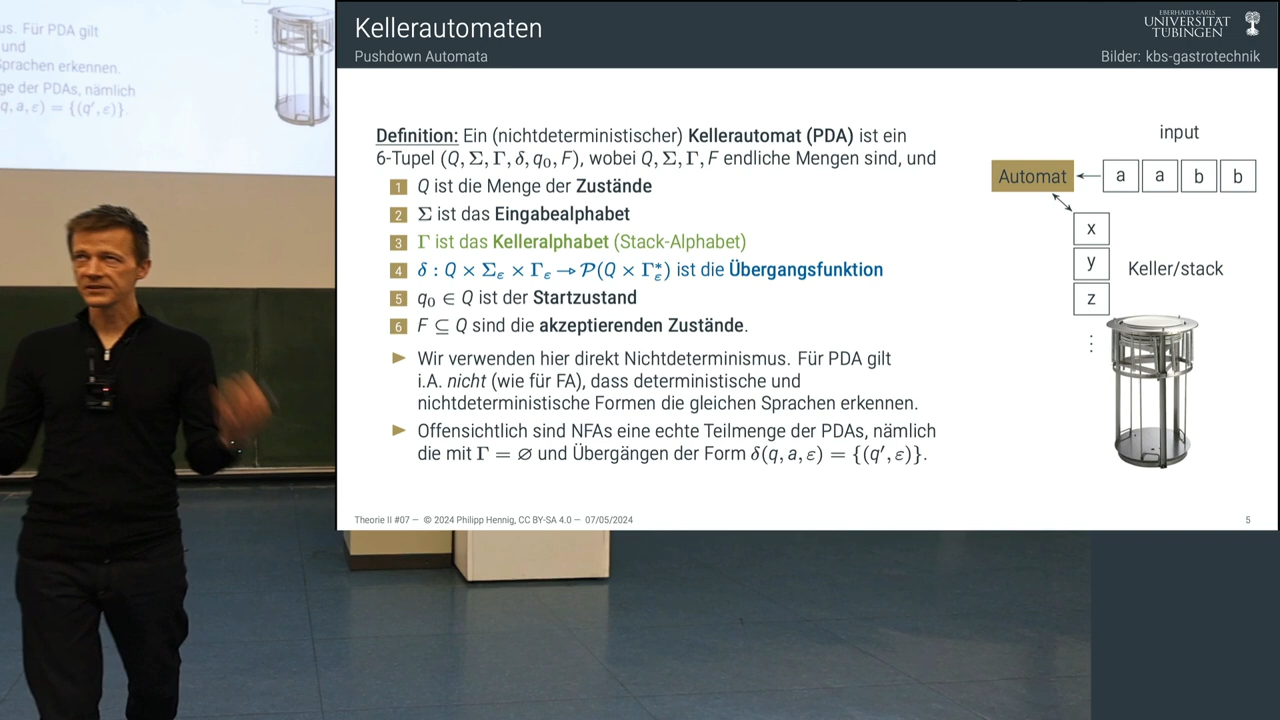 us. Für PDA gilt
und
Sprachen erkennen.
ge der PDAs, nämlich
q, a, ε) = {(q′, ε)}.
Kellerautomaten
Pushdown Automata
EBERHARD KARLS
UNIVERSITÄT
TÜBINGEN
Bilder: kbs-gastrotechnik
Definition: Ein (nichtdeterministischer) Kellerautomat (PDA) ist ein
6-Tupel (Q, Σ, Γ, δ, q₀, F), wobei Q, Σ, Γ, F endliche Mengen sind, und
1 Q ist die Menge der Zustände
2 Σ ist das Eingabealphabet
3 Γ ist das Kelleralphabet (Stack-Alphabet)
4 δ : Q × Σ_ε × Γ_ε → 𝒫(Q × Γ*_ε) ist die Übergangsfunktion
5 q₀ ∈ Q ist der Startzustand
6 F ⊆ Q sind die akzeptierenden Zustände.
Wir verwenden hier direkt Nichtdeterminismus. Für PDA gilt
i.A. nicht (wie für FA), dass deterministische und
nichtdeterministische Formen die gleichen Sprachen erkennen.
Offensichtlich sind NFAs eine echte Teilmenge der PDAs, nämlich
die mit Γ = ∅ und Übergängen der Form δ(q, a, ε) = {(q′, ε)}.
input
Automat a a b b
x
y
Keller/stack
z
⋮
Theorie II #07 — © 2024 Philipp Hennig, CC BY-SA 4.0 — 07/05/2024
5